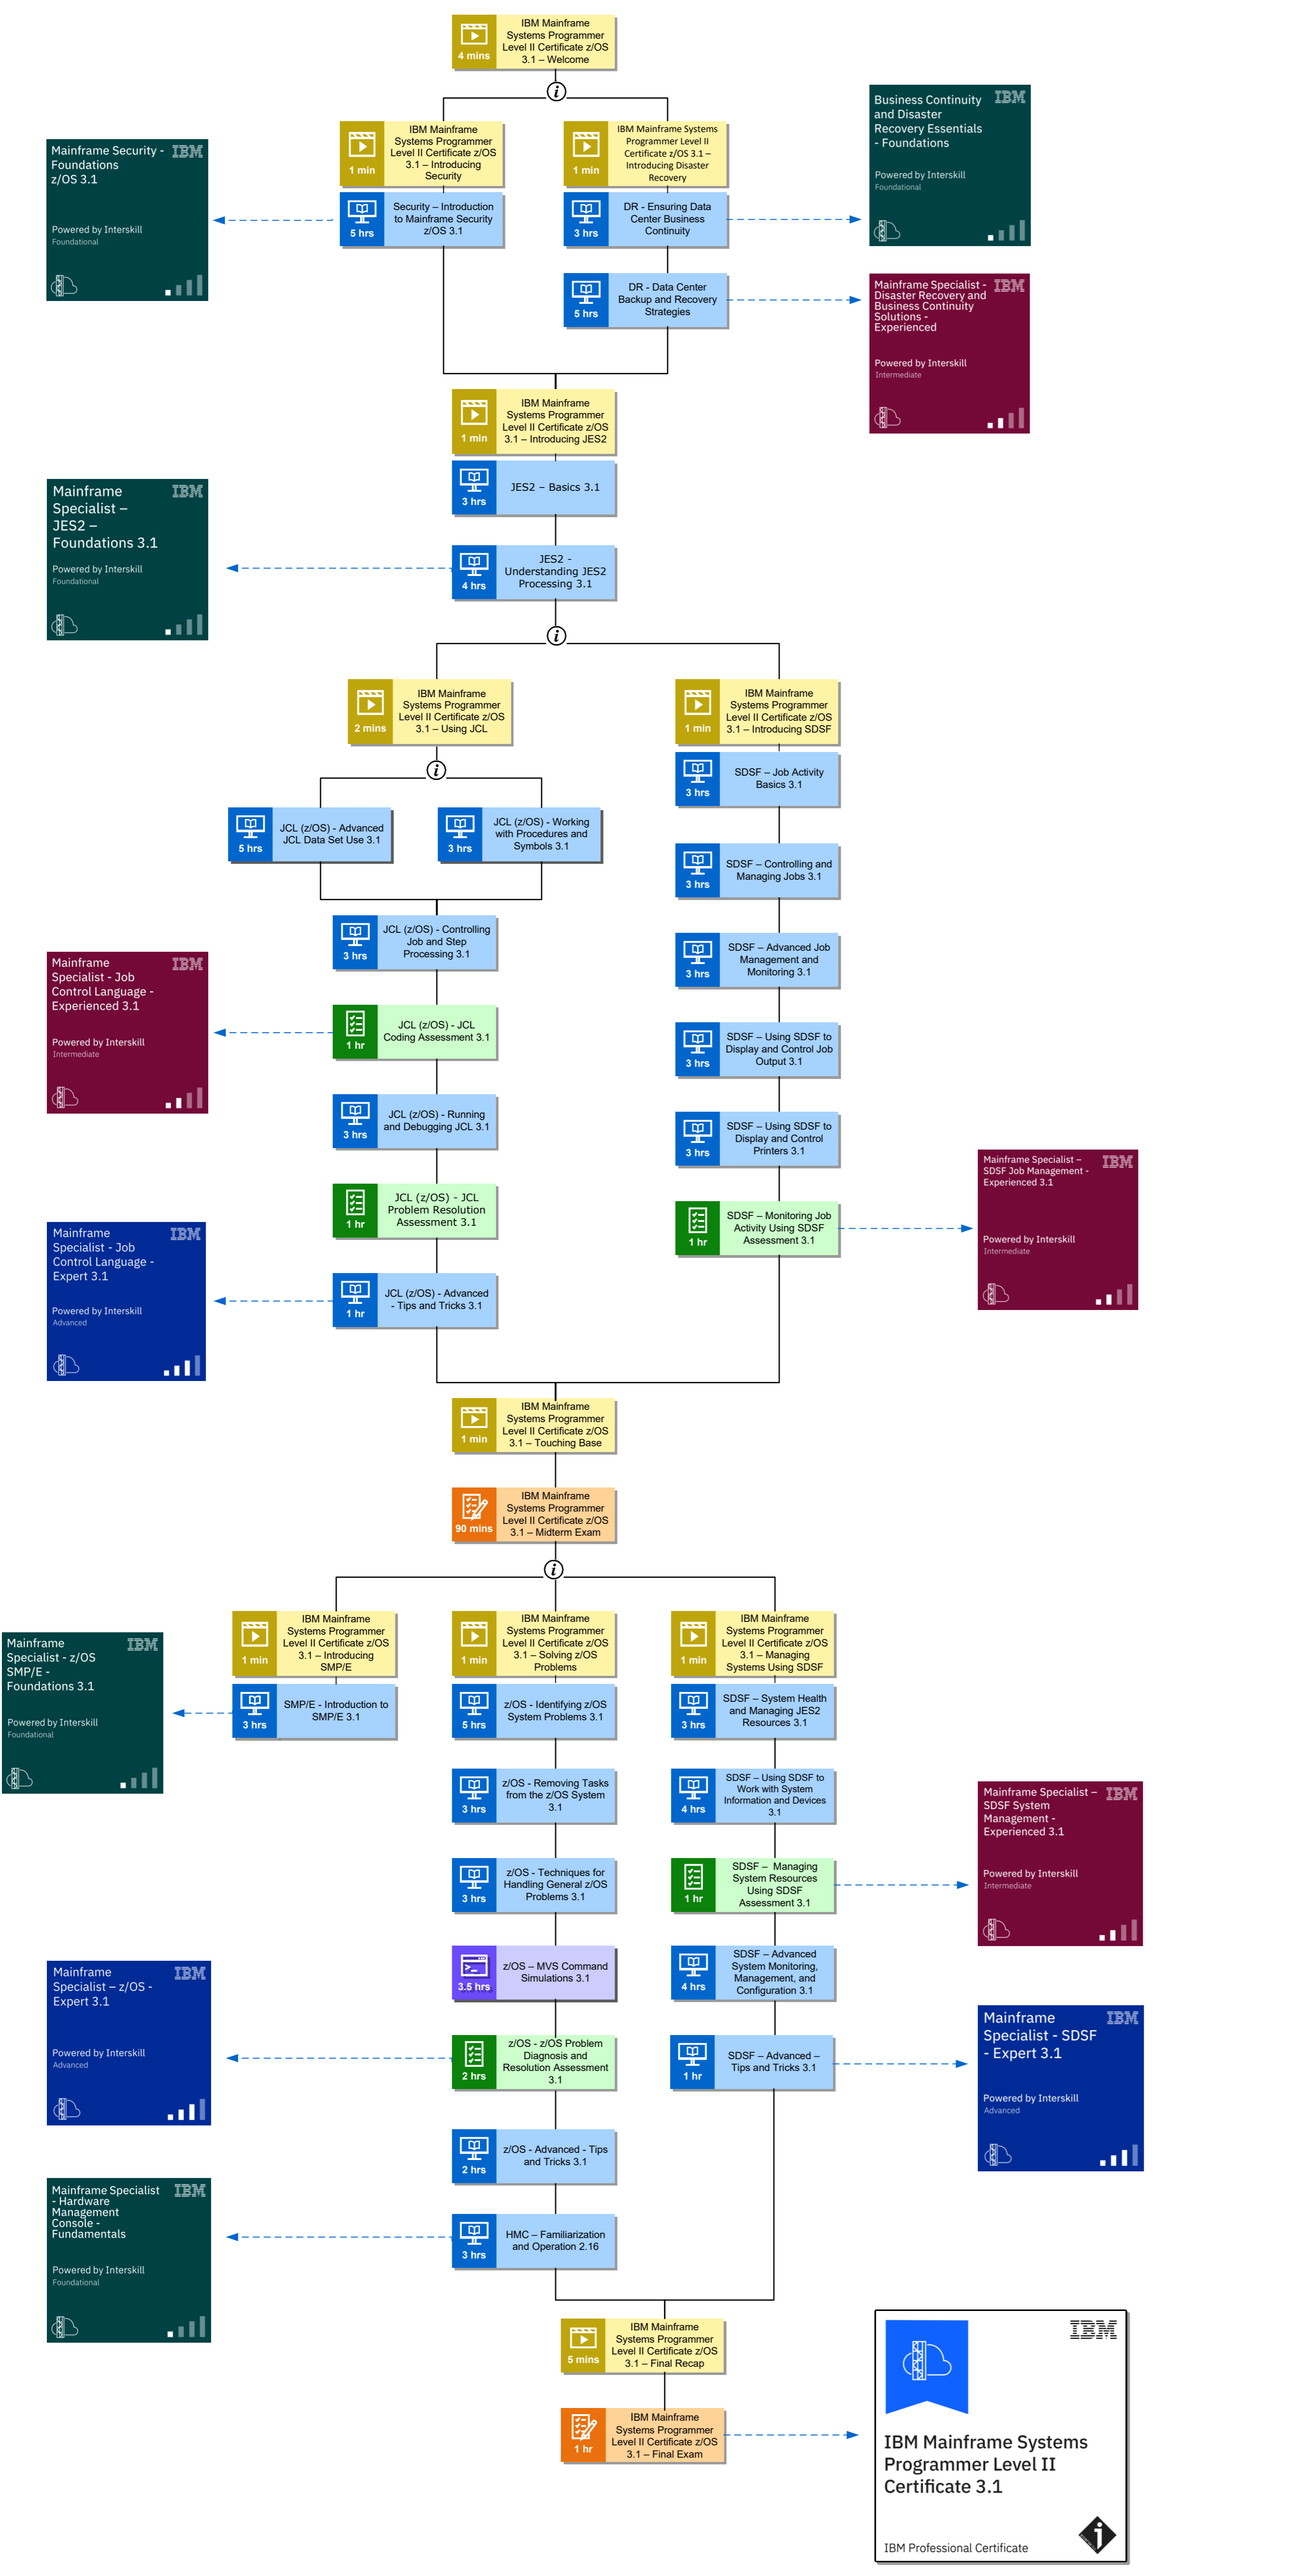 IBM Mainframe
Systems Programmer
Level II Certificate z/OS
3.1 – Welcome
4 mins
i
IBM Mainframe
Systems Programmer
Level II Certificate z/OS
3.1 – Introducing
Security
1 min
IBM Mainframe Systems
Programmer Level II
Certificate z/OS 3.1 –
Introducing Disaster
Recovery
1 min
Business Continuity
and Disaster
Recovery Essentials
- Foundations
IBM
Powered by Interskill
Foundational
Mainframe Security -
Foundations
z/OS 3.1
IBM
Powered by Interskill
Foundational
Security – Introduction
to Mainframe Security
z/OS 3.1
5 hrs
DR - Ensuring Data
Center Business
Continuity
3 hrs
DR - Data Center
Backup and Recovery
Strategies
5 hrs
Mainframe Specialist -
Disaster Recovery and
Business Continuity
Solutions -
Experienced
IBM
Powered by Interskill
Intermediate
IBM Mainframe
Systems Programmer
Level II Certificate z/OS
3.1 – Introducing JES2
1 min
JES2 – Basics 3.1
3 hrs
Mainframe
Specialist –
JES2 –
Foundations 3.1
IBM
Powered by Interskill
Foundational
JES2 -
Understanding JES2
Processing 3.1
4 hrs
i
IBM Mainframe
Systems Programmer
Level II Certificate z/OS
3.1 – Using JCL
2 mins
IBM Mainframe
Systems Programmer
Level II Certificate z/OS
3.1 – Introducing SDSF
1 min
i
SDSF – Job Activity
Basics 3.1
3 hrs
JCL (z/OS) - Advanced
JCL Data Set Use 3.1
5 hrs
JCL (z/OS) - Working
with Procedures and
Symbols 3.1
3 hrs
SDSF – Controlling and
Managing Jobs 3.1
3 hrs
JCL (z/OS) - Controlling
Job and Step
Processing 3.1
3 hrs
SDSF – Advanced Job
Management and
Monitoring 3.1
3 hrs
Mainframe
Specialist - Job
Control Language -
Experienced 3.1
IBM
Powered by Interskill
Intermediate
JCL (z/OS) - JCL
Coding Assessment 3.1
1 hr
SDSF – Using SDSF to
Display and Control Job
Output 3.1
3 hrs
JCL (z/OS) - Running
and Debugging JCL 3.1
3 hrs
SDSF – Using SDSF to
Display and Control
Printers 3.1
3 hrs
JCL (z/OS) - JCL
Problem Resolution
Assessment 3.1
1 hr
SDSF – Monitoring Job
Activity Using SDSF
Assessment 3.1
1 hr
Mainframe Specialist –
SDSF Job Management -
Experienced 3.1
IBM
Powered by Interskill
Intermediate
Mainframe
Specialist - Job
Control Language -
Expert 3.1
IBM
Powered by Interskill
Advanced
JCL (z/OS) - Advanced
- Tips and Tricks 3.1
1 hr
IBM Mainframe
Systems Programmer
Level II Certificate z/OS
3.1 – Touching Base
1 min
IBM Mainframe
Systems Programmer
Level II Certificate z/OS
3.1 – Midterm Exam
90 mins
i
IBM Mainframe
Systems Programmer
Level II Certificate z/OS
3.1 – Introducing
SMP/E
1 min
IBM Mainframe
Systems Programmer
Level II Certificate z/OS
3.1 – Solving z/OS
Problems
1 min
IBM Mainframe
Systems Programmer
Level II Certificate z/OS
3.1 – Managing
Systems Using SDSF
1 min
Mainframe
Specialist - z/OS
SMP/E -
Foundations 3.1
IBM
Powered by Interskill
Foundational
SMP/E - Introduction to
SMP/E 3.1
3 hrs
z/OS - Identifying z/OS
System Problems 3.1
5 hrs
SDSF – System Health
and Managing JES2
Resources 3.1
3 hrs
z/OS - Removing Tasks
from the z/OS System
3.1
3 hrs
SDSF – Using SDSF to
Work with System
Information and Devices
3.1
4 hrs
Mainframe Specialist –
SDSF System
Management -
Experienced 3.1
IBM
Powered by Interskill
Intermediate
z/OS - Techniques for
Handling General z/OS
Problems 3.1
3 hrs
SDSF – Managing
System Resources
Using SDSF
Assessment 3.1
1 hr
z/OS – MVS Command
Simulations 3.1
3.5 hrs
SDSF – Advanced
System Monitoring,
Management, and
Configuration 3.1
4 hrs
Mainframe
Specialist – z/OS -
Expert 3.1
IBM
Powered by Interskill
Advanced
z/OS - z/OS Problem
Diagnosis and
Resolution Assessment
3.1
2 hrs
SDSF – Advanced –
Tips and Tricks 3.1
1 hr
Mainframe
Specialist - SDSF
- Expert 3.1
IBM
Powered by Interskill
Advanced
z/OS - Advanced - Tips
and Tricks 3.1
2 hrs
Mainframe Specialist
- Hardware
Management
Console -
Fundamentals
IBM
Powered by Interskill
Foundational
HMC – Familiarization
and Operation 2.16
3 hrs
IBM Mainframe
Systems Programmer
Level II Certificate z/OS
3.1 – Final Recap
5 mins
IBM Mainframe
Systems Programmer
Level II Certificate z/OS
3.1 – Final Exam
1 hr
IBM
IBM Mainframe Systems
Programmer Level II
Certificate 3.1
IBM Professional Certificate